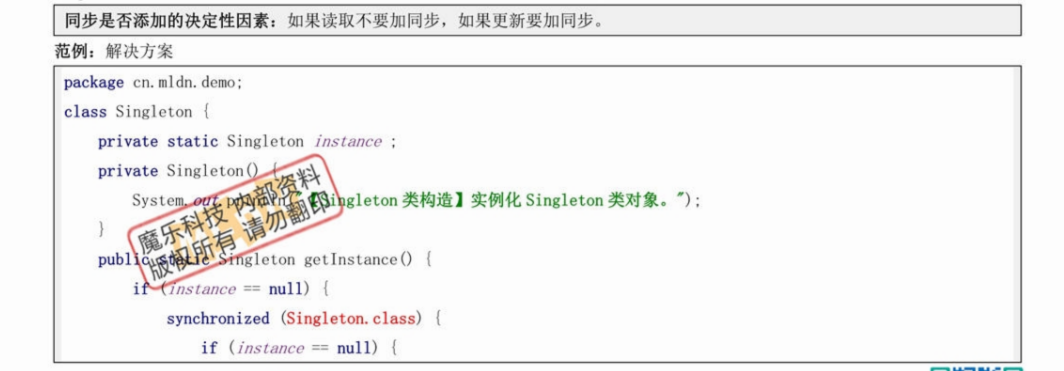 同步是否添加的决定性因素：如果读取不要加同步，如果更新要加同步。
范例：解决方案
package cn.mldn.demo;
class Singleton {
private static Singleton instance ;
private Singleton() {
System.out.println("【Singleton 类构造】实例化 Singleton 类对象。");
}
public static Singleton getInstance() {
if (instance == null) {
synchronized (Singleton.class) {
if (instance == null) {
魔乐科技 内部资料
版权所有 请勿翻印